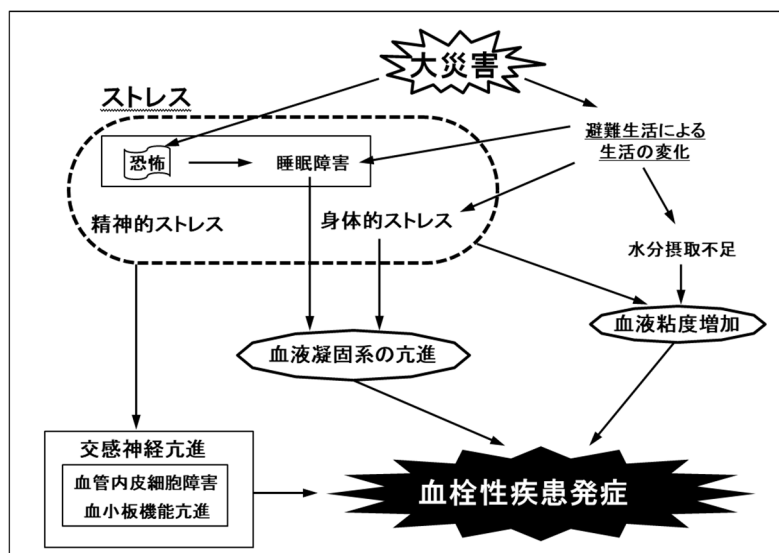 大災害
ストレス
避難生活による
生活の変化
恐怖
睡眠障害
精神的ストレス
身体的ストレス
水分摂取不足
血液粘度増加
血液凝固系の亢進
交感神経亢進
血管内皮細胞障害
血小板機能亢進
血栓性疾患発症